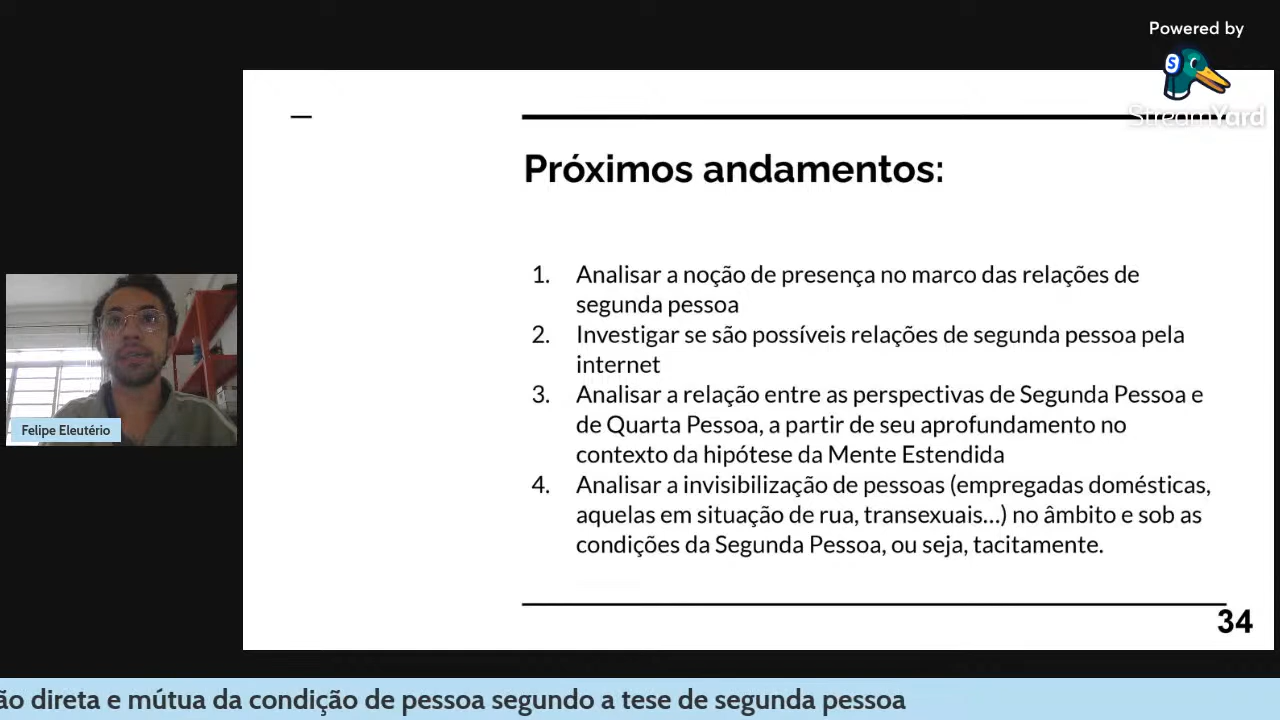 Powered by
S
StreamYard
Próximos andamentos:
1. Analisar a noção de presença no marco das relações de
segunda pessoa
2. Investigar se são possíveis relações de segunda pessoa pela
internet
3. Analisar a relação entre as perspectivas de Segunda Pessoa e
de Quarta Pessoa, a partir de seu aprofundamento no
contexto da hipótese da Mente Estendida
4. Analisar a invisibilização de pessoas (empregadas domésticas,
aquelas em situação de rua, transexuais...) no âmbito e sob as
condições da Segunda Pessoa, ou seja, tacitamente.
Felipe Eleutério
34
ão direta e mútua da condição de pessoa segundo a tese de segunda pessoa